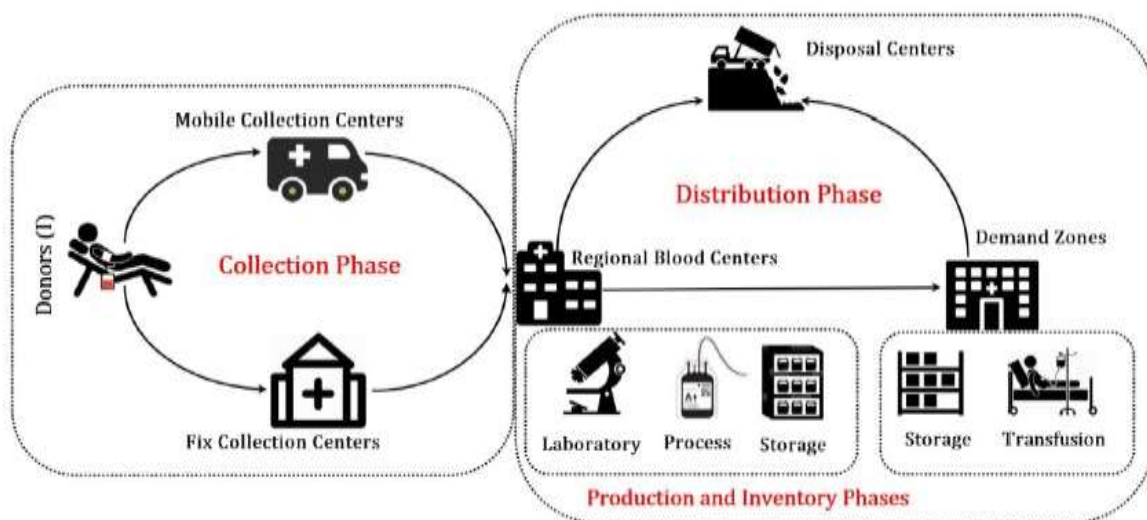 Disposal Centers
Mobile Collection Centers
Distribution Phase
Donors (I)
Collection Phase
Regional Blood Centers
Demand Zones
Fix Collection Centers
Laboratory
Process
Storage
Storage
Transfusion
Production and Inventory Phases